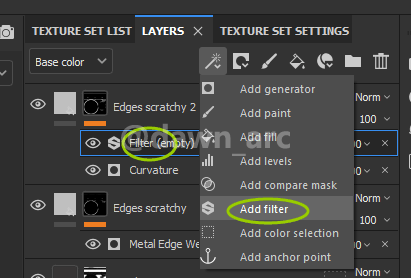 TEXTURE SET LIST LAYERS × TEXTURE SET SETTINGS
Base color
Add generator
Norm
Edges scratchy 2
Add paint
100
Add fill
@dawn_arc
Filter (empty)
Add levels
Curvature
Add compare mask
Norm
Edges scratchy
Add filter
100
Add color selection
Metal Edge We
Add anchor point